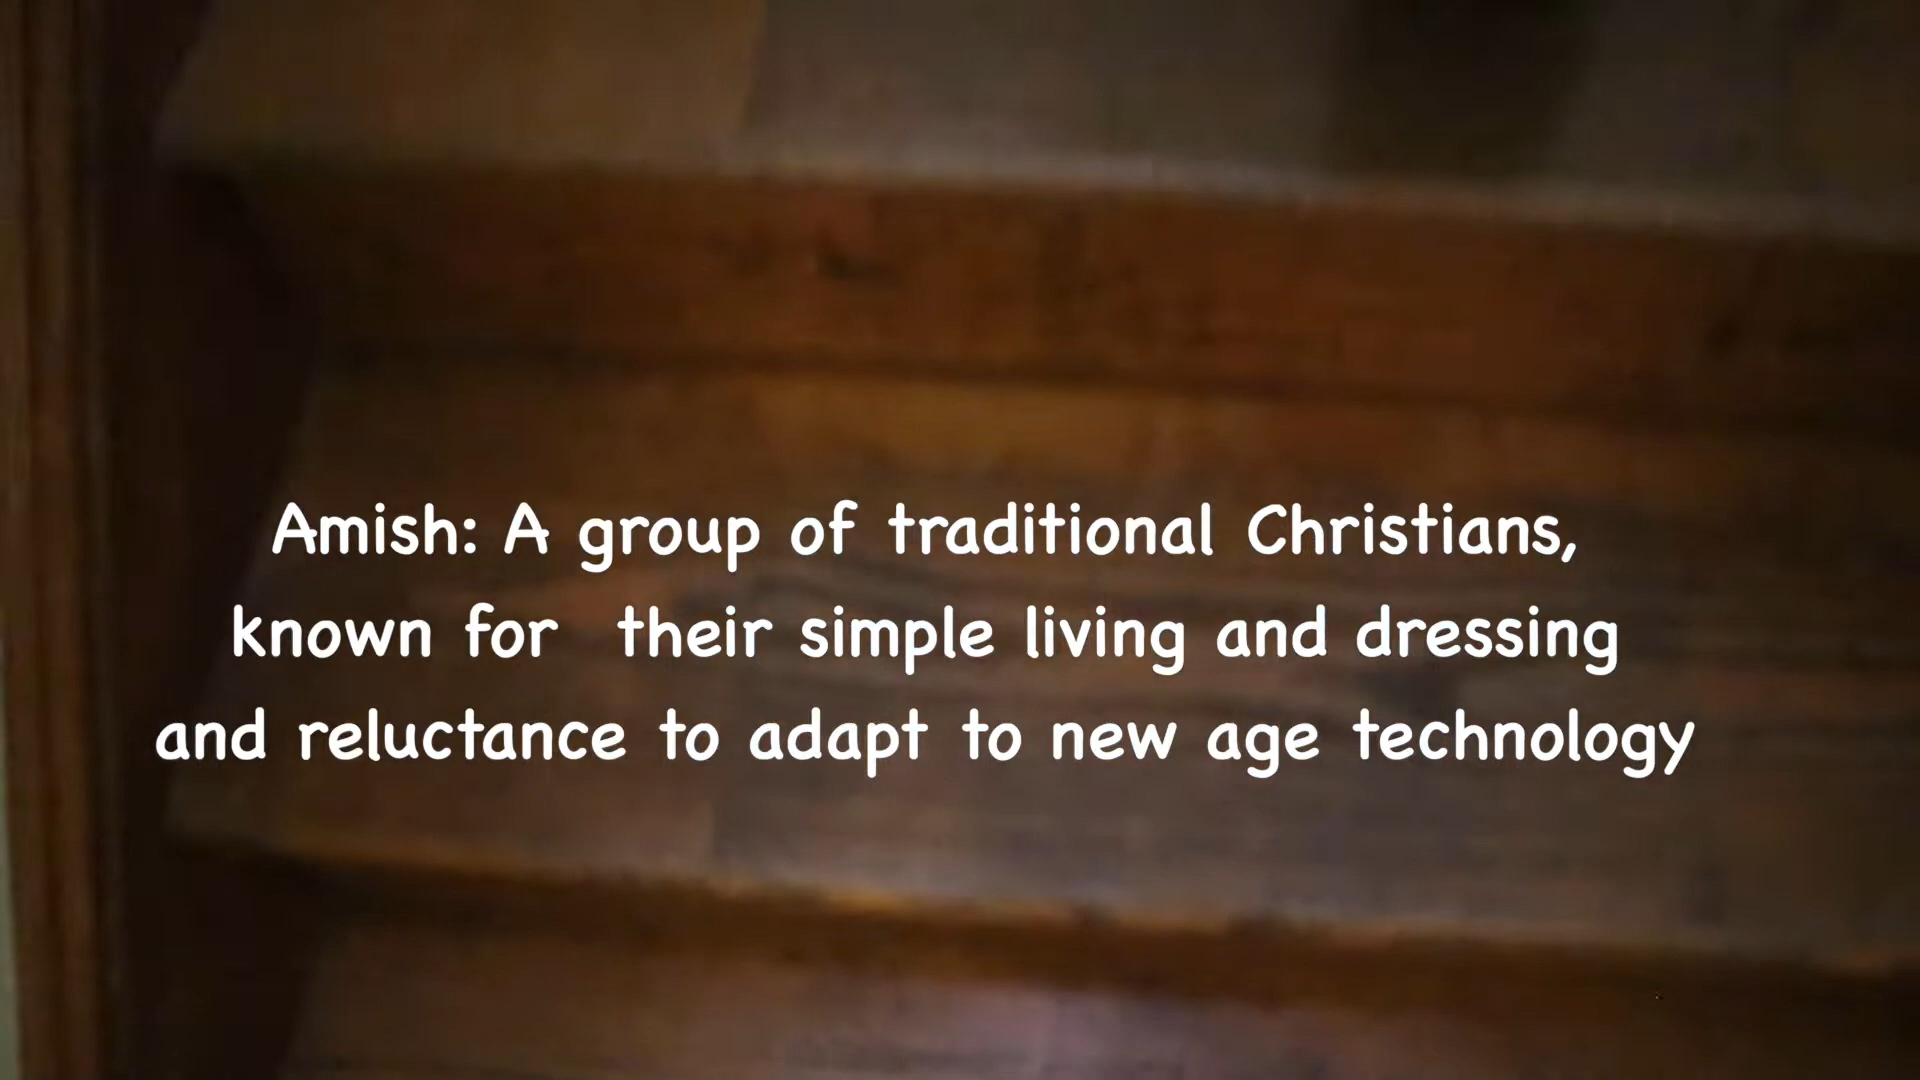 Amish: A group of traditional Christians,
known for  their simple living and dressing
and reluctance to adapt to new age technology